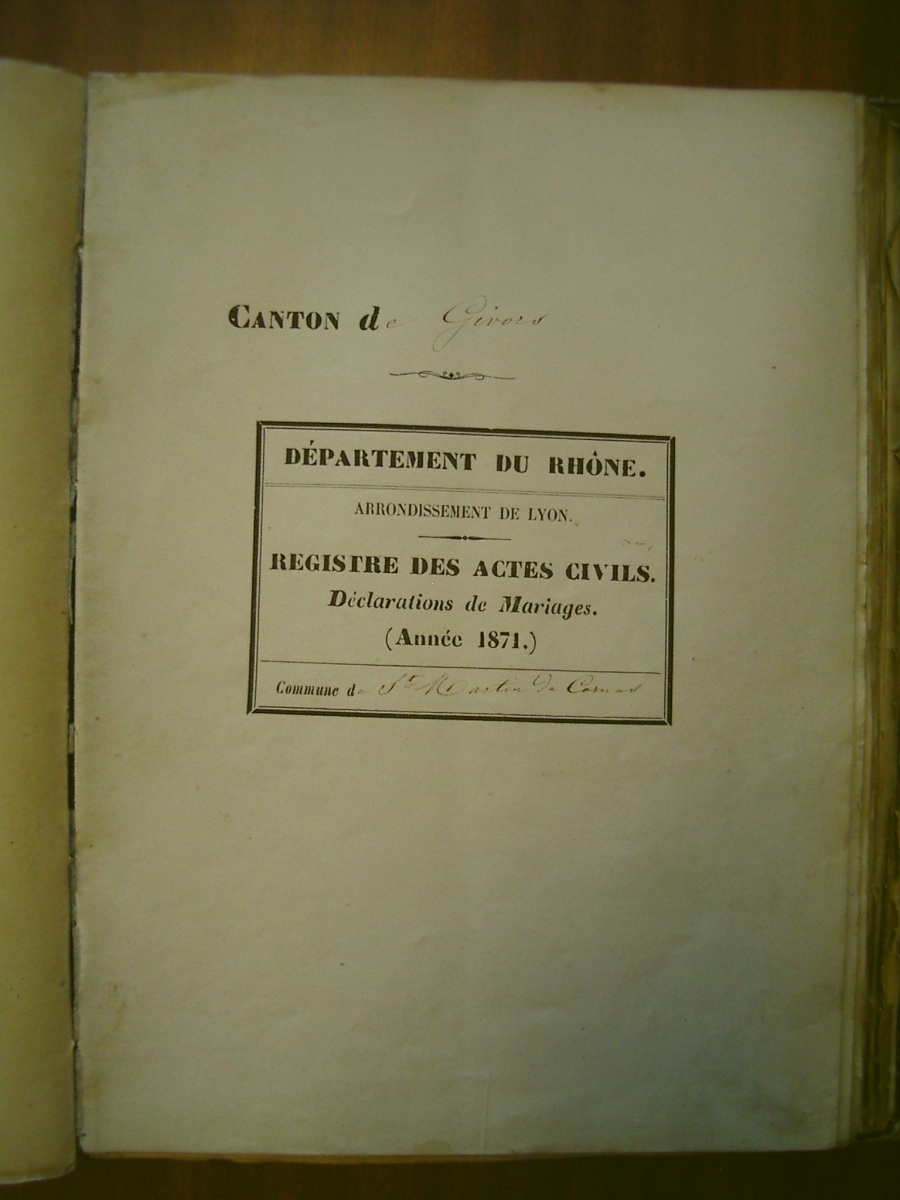 CANTON de Givors
DÉPARTEMENT DU RHÔNE.
ARRONDISSEMENT DE LYON.
REGISTRE DES ACTES CIVILS.
Déclarations de Mariages.
(Année 1871.)
Commune de St Martin de Cornas